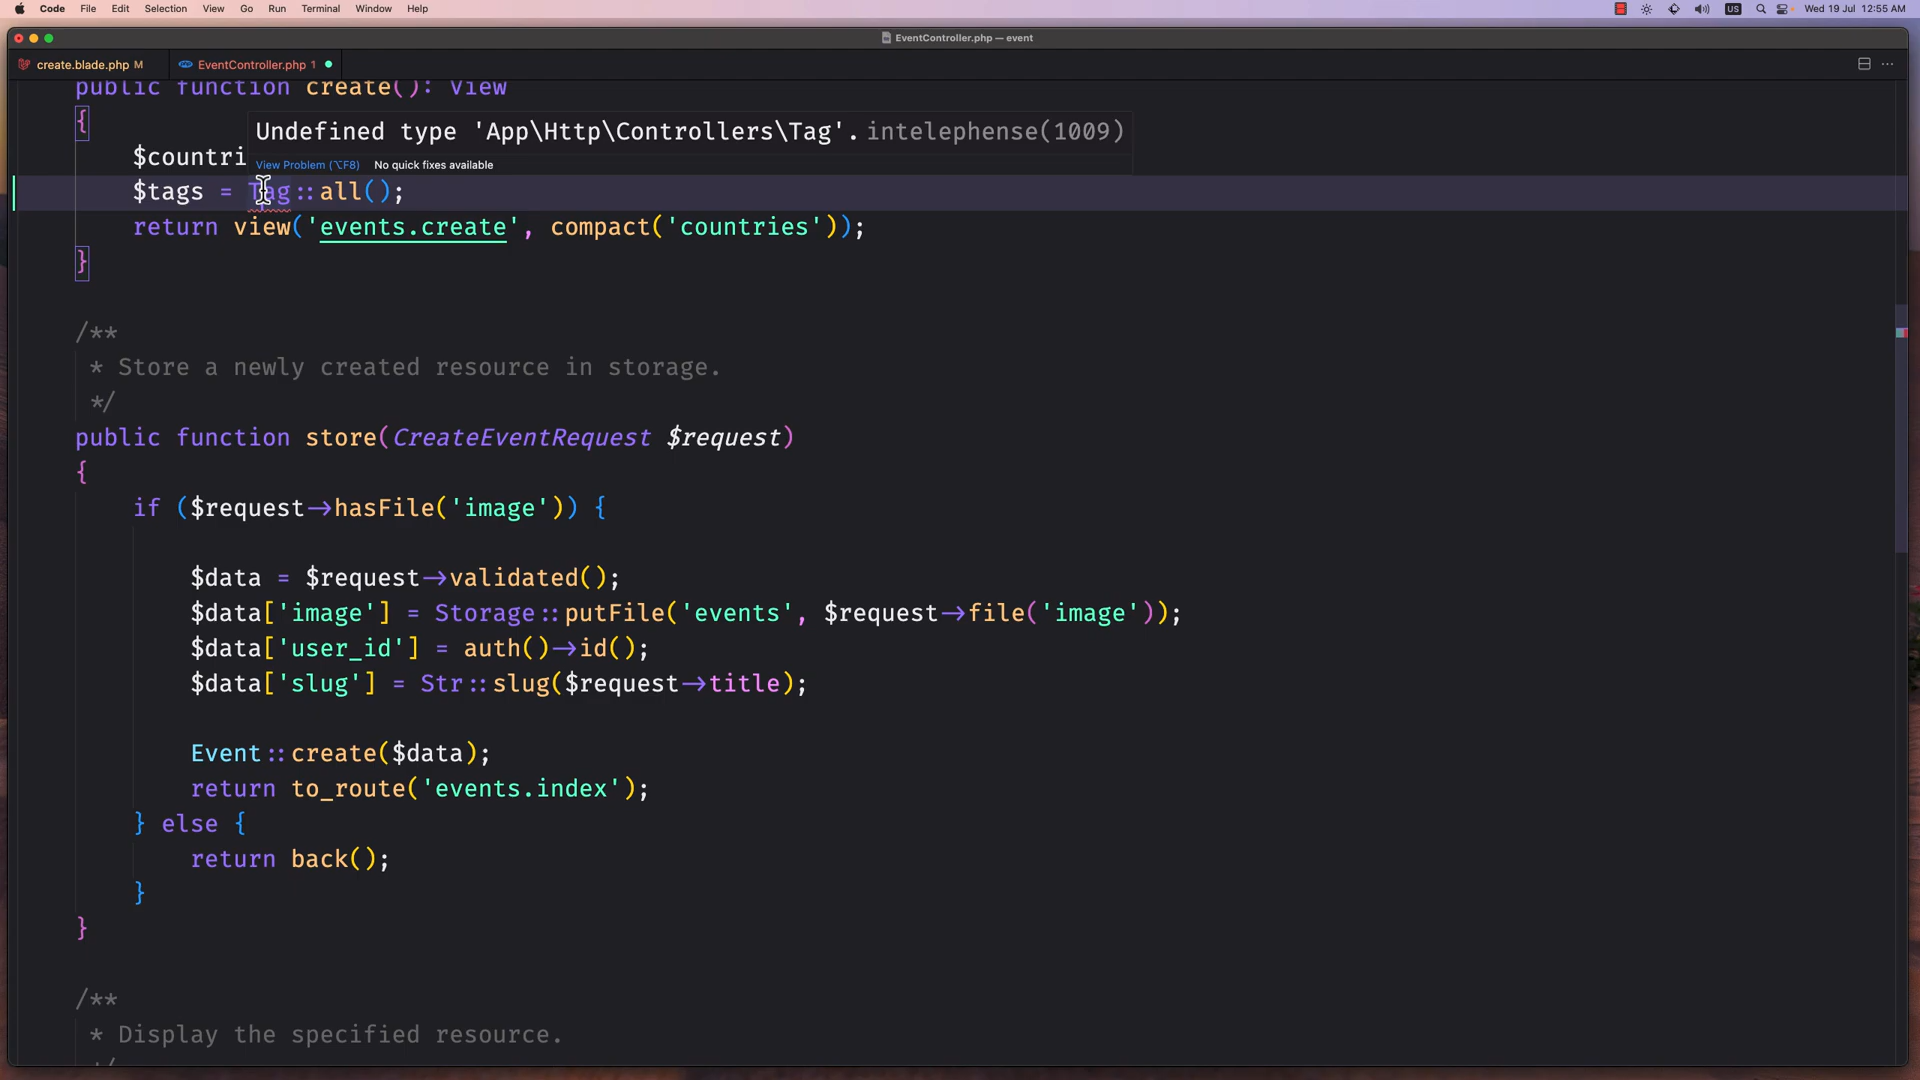 Code File Edit Selection View Go Run Terminal Window Help US Wed 19 Jul 12:55 AM
EventController.php — event
create.blade.php M EventController.php 1
public function create(): View
{
Undefined type 'App\Http\Controllers\Tag'. intelephense(1009)
View Problem (⌥F8) No quick fixes available
$countri
$tags = Tag::all();
return view('events.create', compact('countries'));
}
/**
* Store a newly created resource in storage.
*/
public function store(CreateEventRequest $request)
{
if ($request->hasFile('image')) {
$data = $request->validated();
$data['image'] = Storage::putFile('events', $request->file('image'));
$data['user_id'] = auth()->id();
$data['slug'] = Str::slug($request->title);
Event::create($data);
return to_route('events.index');
} else {
return back();
}
}
/**
* Display the specified resource.
*/